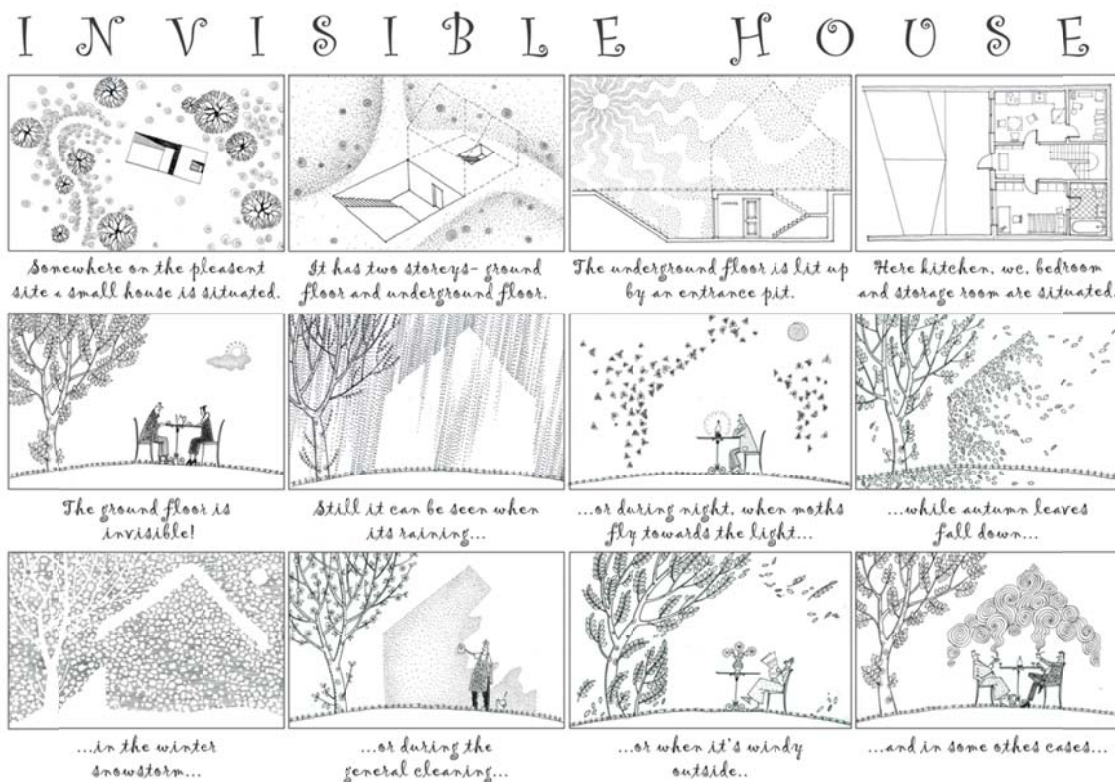 INVISIBLE HOUSE
Somewhere on the pleasent
site a small house is situated.
It has two storeys- ground
floor and underground floor.
The underground floor is lit up
by an entrance pit.
Here kitchen, wc, bedroom
and storage room are situated.
The ground floor is
invisible!
Still it can be seen when
its raining...
...or during night, when moths
fly towards the light...
...while autumn leaves
fall down...
...in the winter
snowstorm...
...or during the
general cleaning...
...or when it's windy
outside..
...and in some othes cases...